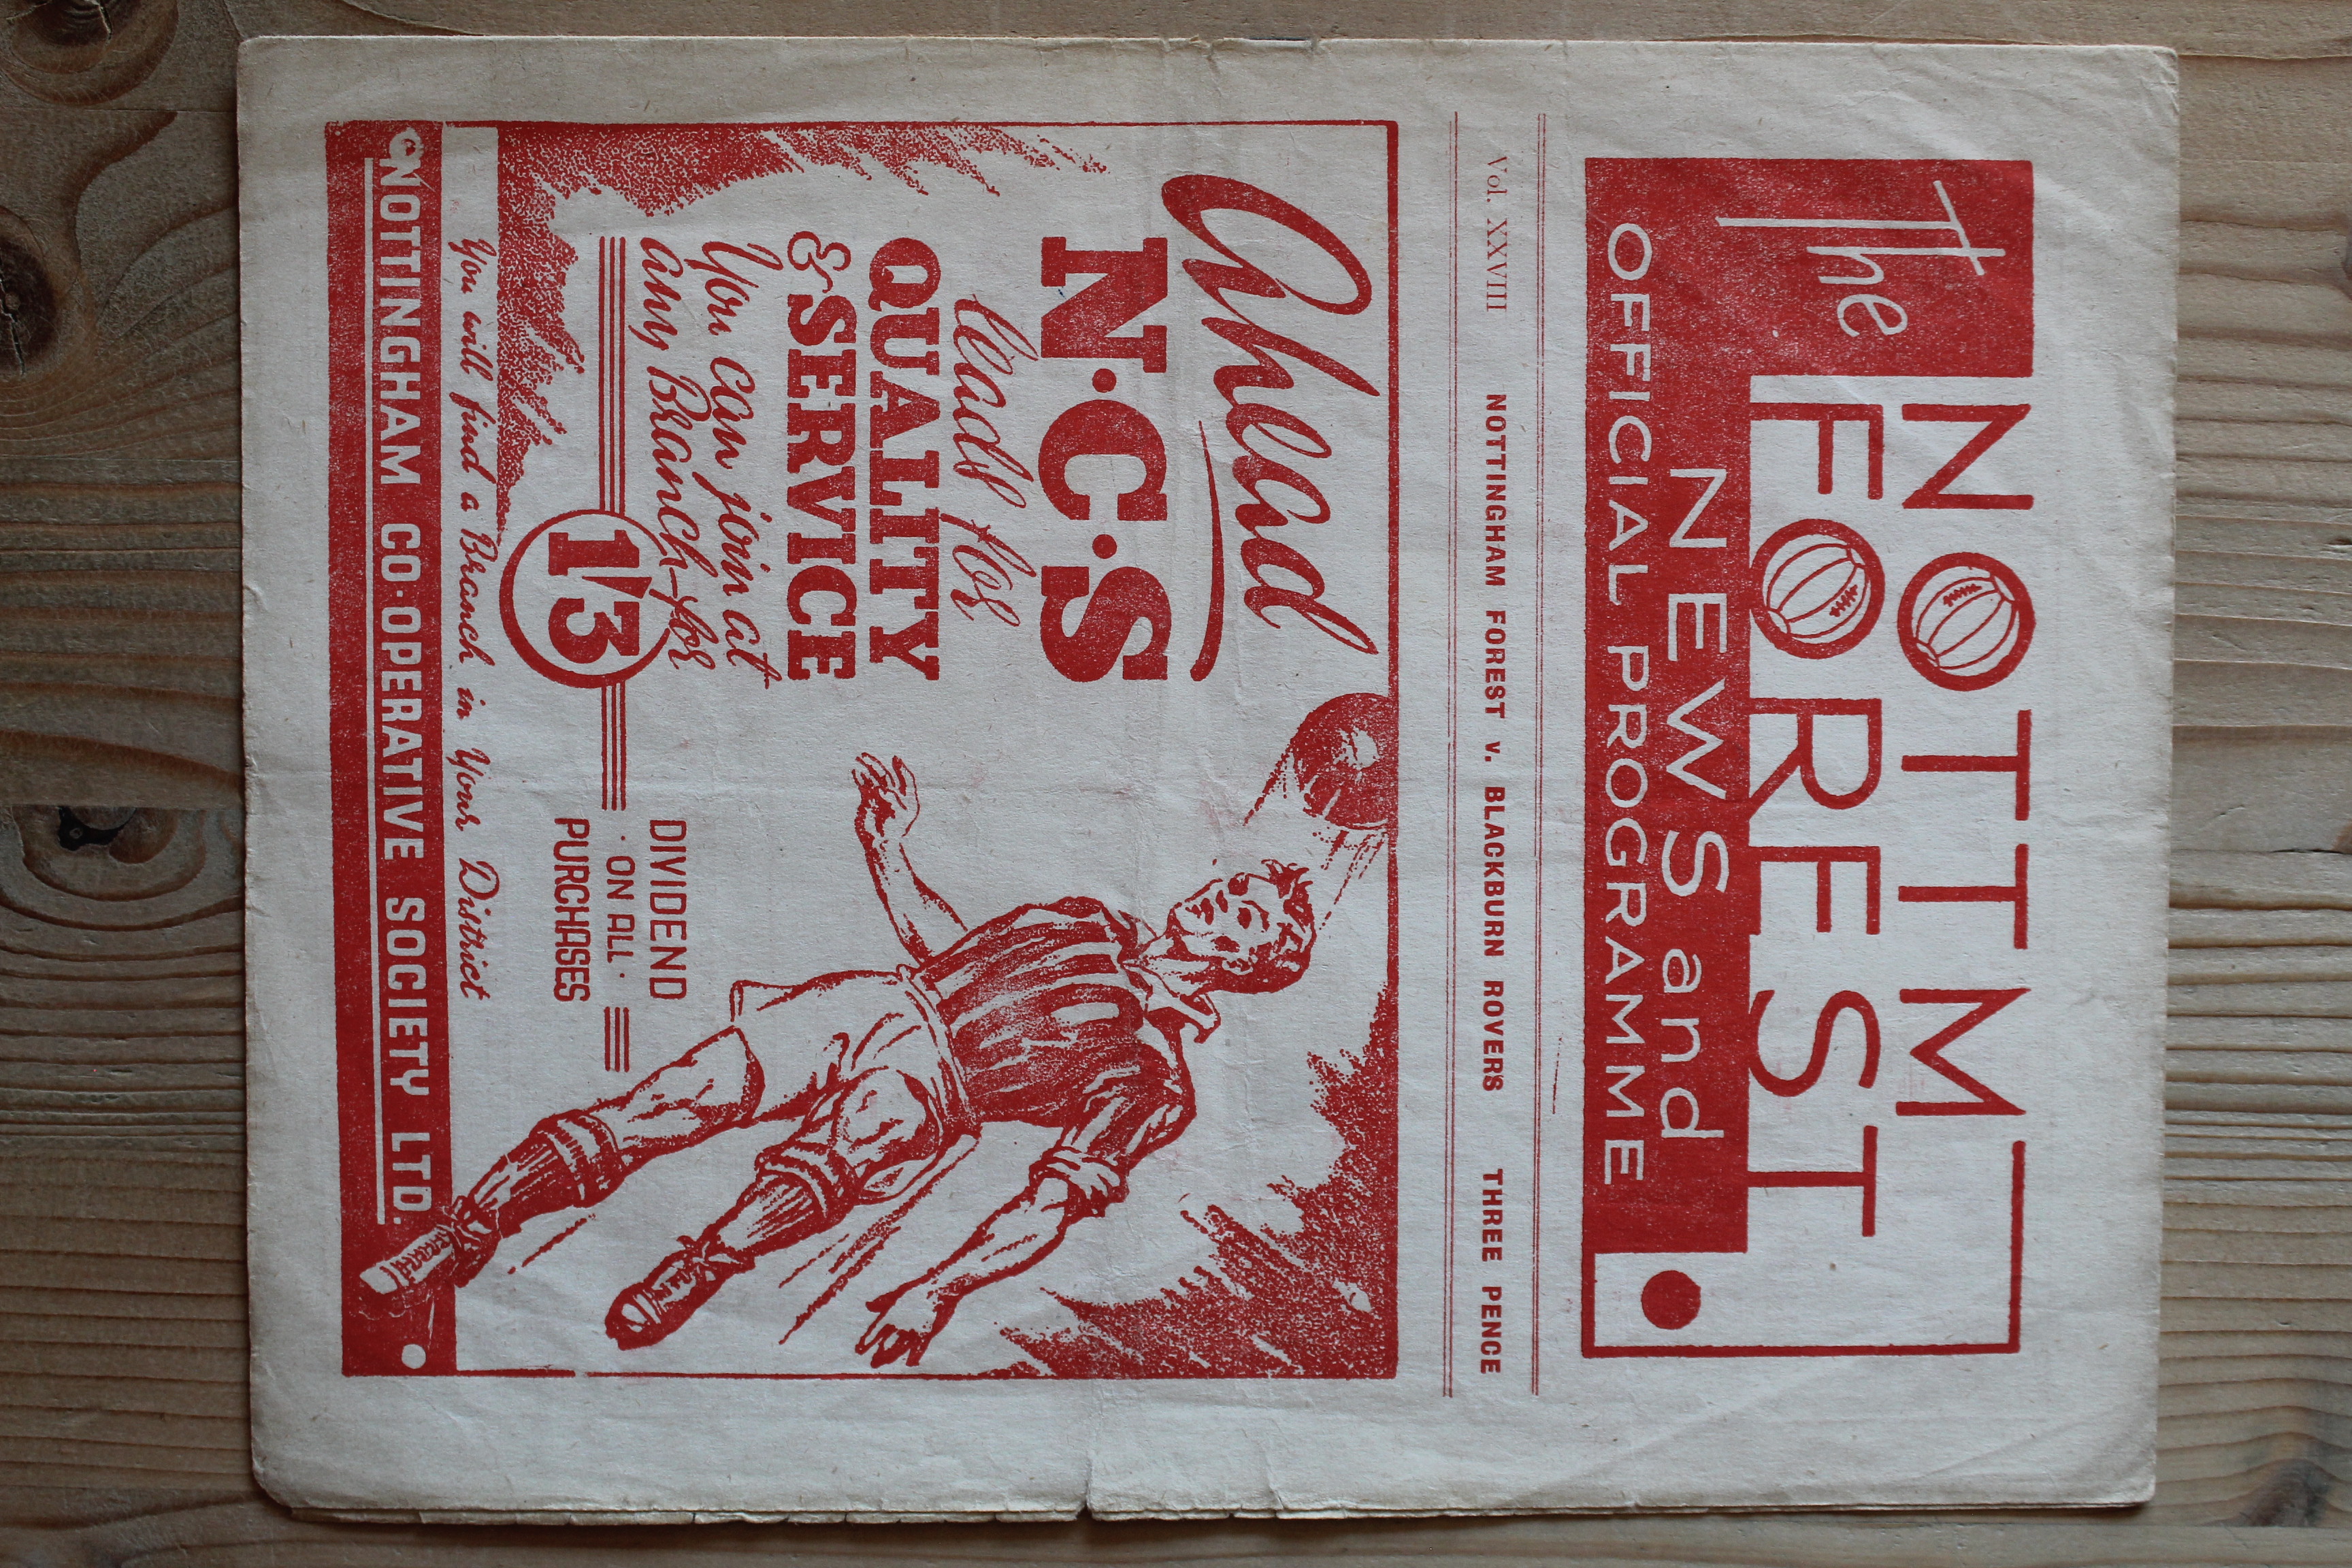 The NOTTM
FOREST
NEWS and
OFFICIAL PROGRAMME
Vol. XXVIII NOTTINGHAM FOREST v. BLACKBURN ROVERS THREE PENCE
Ahead
N·C·S
leads for
QUALITY
& SERVICE
You can join at
any Branch-for
1/3
DIVIDEND
· ON ALL ·
PURCHASES
You will find a Branch in Your District
NOTTINGHAM CO-OPERATIVE SOCIETY LTD.